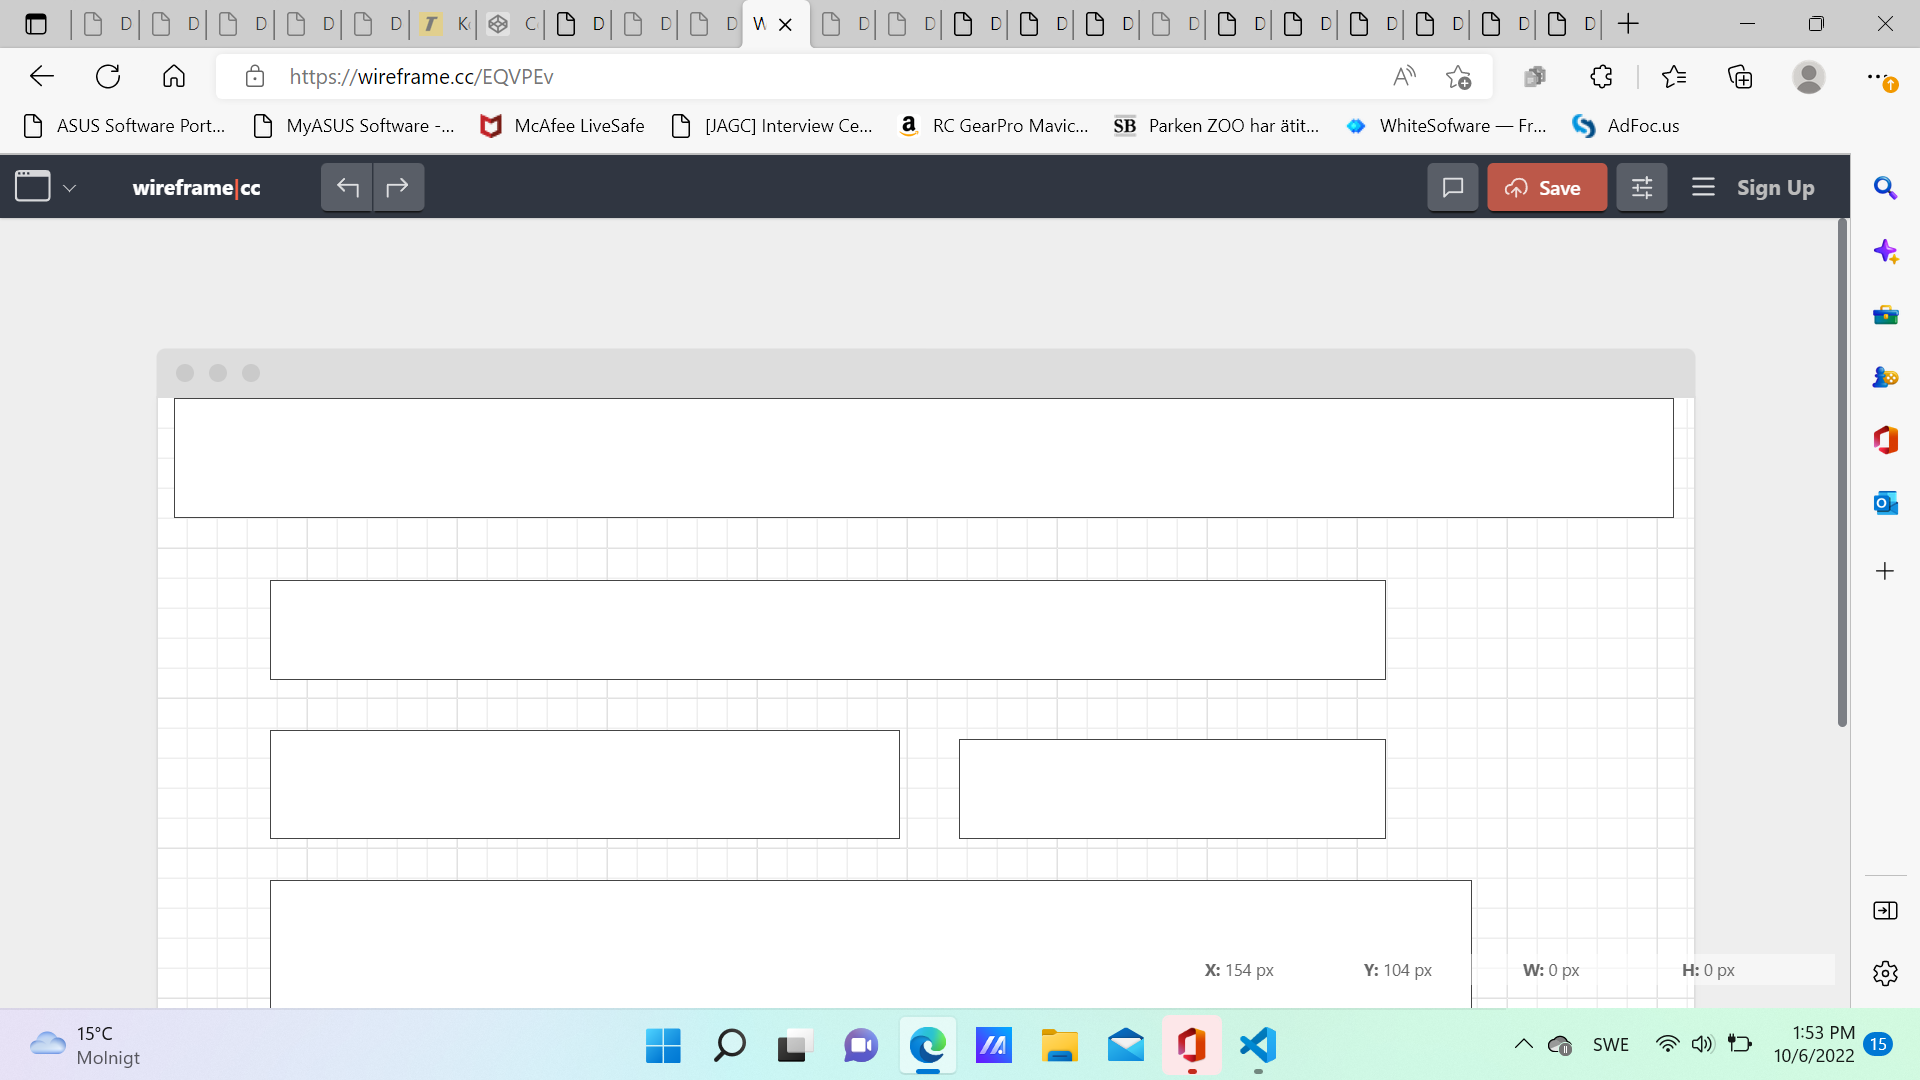 D D D D D K C D D D W D D D D D D D D D D D D
https://wireframe.cc/EQVPEv
ASUS Software Port... MyASUS Software -... McAfee LiveSafe [JAGC] Interview Ce... a RC GearPro Mavic... SB Parken ZOO har ätit... WhiteSofware — Fr... AdFoc.us
wireframe|cc Save Sign Up
X: 154 px Y: 104 px W: 0 px H: 0 px
15°C
Molnigt
SWE
1:53 PM
10/6/2022
15